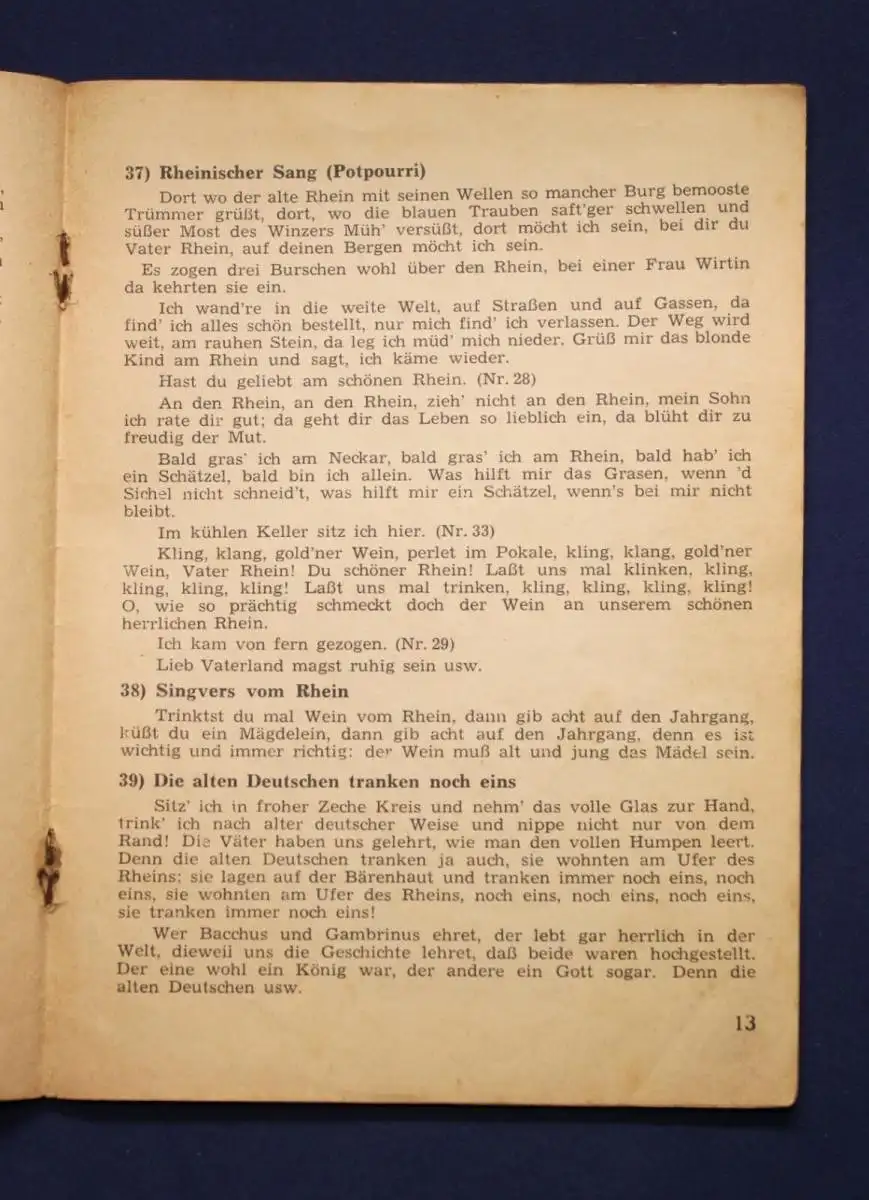 37) Rheinischer Sang (Potpourri)
Dort wo der alte Rhein mit seinen Wellen so mancher Burg bemooste
Trümmer grüßt, dort, wo die blauen Trauben saft'ger schwellen und
süßer Most des Winzers Müh' versüßt, dort möcht ich sein, bei dir du
Vater Rhein, auf deinen Bergen möcht ich sein.
Es zogen drei Burschen wohl über den Rhein, bei einer Frau Wirtin
da kehrten sie ein.
Ich wand're in die weite Welt, auf Straßen und auf Gassen, da
find' ich alles schön bestellt, nur mich find' ich verlassen. Der Weg wird
weit, am rauhen Stein, da leg ich müd' mich nieder. Grüß mir das blonde
Kind am Rhein und sagt, ich käme wieder.
Hast du geliebt am schönen Rhein. (Nr. 28)
An den Rhein, an den Rhein, zieh' nicht an den Rhein, mein Sohn
ich rate dir gut; da geht dir das Leben so lieblich ein, da blüht dir zu
freudig der Mut.
Bald gras' ich am Neckar, bald gras' ich am Rhein, bald hab' ich
ein Schätzel, bald bin ich allein. Was hilft mir das Grasen, wenn 'd
Sichel nicht schneid't, was hilft mir ein Schätzel, wenn's bei mir nicht
bleibt.
Im kühlen Keller sitz ich hier. (Nr. 33)
Kling, klang, gold'ner Wein, perlet im Pokale, kling, klang, gold'ner
Wein, Vater Rhein! Du schöner Rhein! Laßt uns mal klinken, kling,
kling, kling, kling! Laßt uns mal trinken, kling, kling, kling, kling!
O, wie so prächtig schmeckt doch der Wein an unserem schönen
herrlichen Rhein.
Ich kam von fern gezogen. (Nr. 29)
Lieb Vaterland magst ruhig sein usw.
38) Singvers vom Rhein
Trinktst du mal Wein vom Rhein, dann gib acht auf den Jahrgang,
küßt du ein Mägdelein, dann gib acht auf den Jahrgang, denn es ist
wichtig und immer richtig: der Wein muß alt und jung das Mädel sein.
39) Die alten Deutschen tranken noch eins
Sitz' ich in froher Zeche Kreis und nehm' das volle Glas zur Hand,
trink' ich nach alter deutscher Weise und nippe nicht nur von dem
Rand! Die Väter haben uns gelehrt, wie man den vollen Humpen leert.
Denn die alten Deutschen tranken ja auch, sie wohnten am Ufer des
Rheins; sie lagen auf der Bärenhaut und tranken immer noch eins, noch
eins, sie wohnten am Ufer des Rheins, noch eins, noch eins, noch eins,
sie tranken immer noch eins!
Wer Bacchus und Gambrinus ehret, der lebt gar herrlich in der
Welt, dieweil uns die Geschichte lehret, daß beide waren hochgestellt.
Der eine wohl ein König war, der andere ein Gott sogar. Denn die
alten Deutschen usw.
13